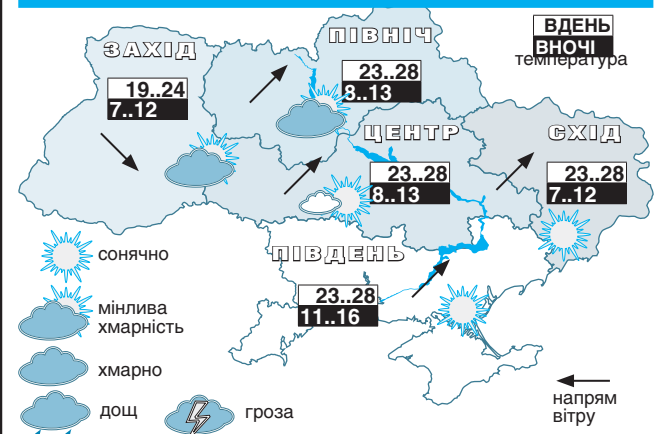 ЗАХІД
19..24
7..12
ПІВНІЧ
23..28
8..13
ВДЕНЬ
ВНОЧІ
температура
ЦЕНТР
23..28
8..13
СХІД
23..28
7..12
ПІВДЕНЬ
23..28
11..16
сонячно
мінлива
хмарність
хмарно
дощ
гроза
напрям
вітру